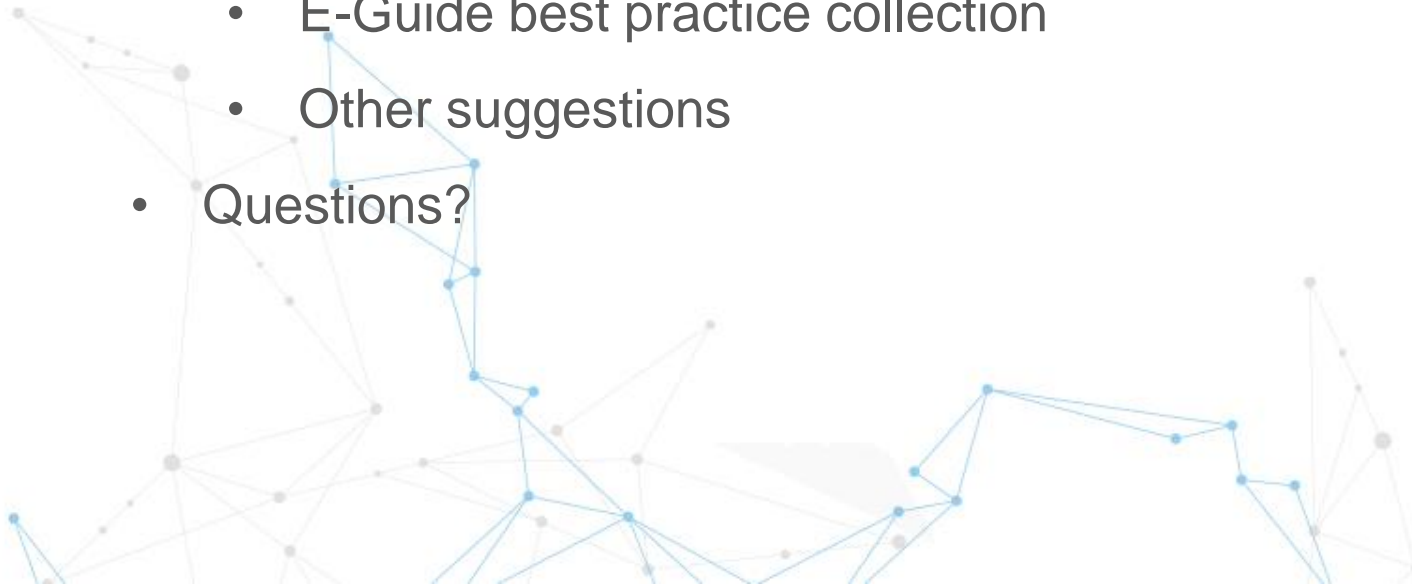 • E-Guide best practice collection
• Other suggestions
• Questions?